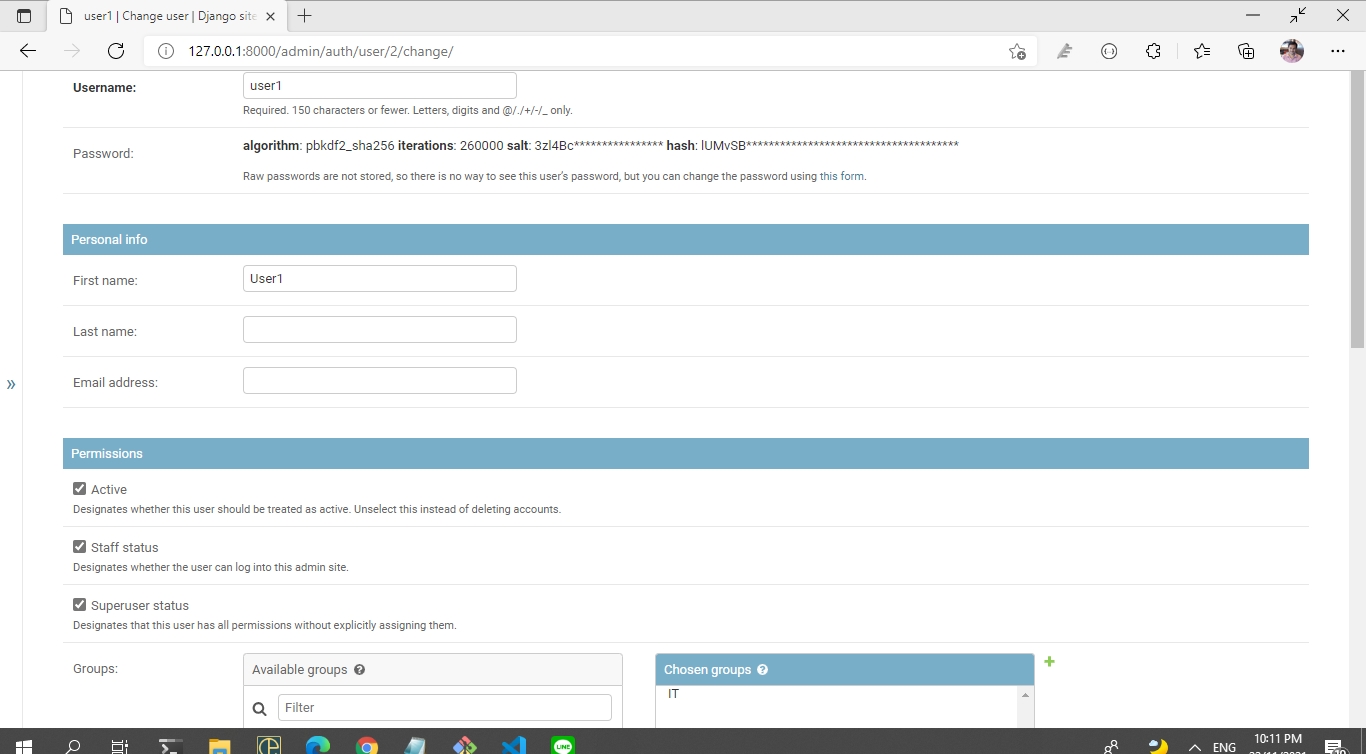 user1 | Change user | Django site
127.0.0.1:8000/admin/auth/user/2/change/
Username:
user1
Required. 150 characters or fewer. Letters, digits and @/./+/-/_ only.
Password:
algorithm: pbkdf2_sha256 iterations: 260000 salt: 3zl4Bc**************** hash: lUMvSB**************************************
Raw passwords are not stored, so there is no way to see this user’s password, but you can change the password using this form.
Personal info
First name:
User1
Last name:
Email address:
»
Permissions
Active
Designates whether this user should be treated as active. Unselect this instead of deleting accounts.
Staff status
Designates whether the user can log into this admin site.
Superuser status
Designates that this user has all permissions without explicitly assigning them.
Groups:
Available groups
Filter
Chosen groups
IT
LINE
ENG
10:11 PM